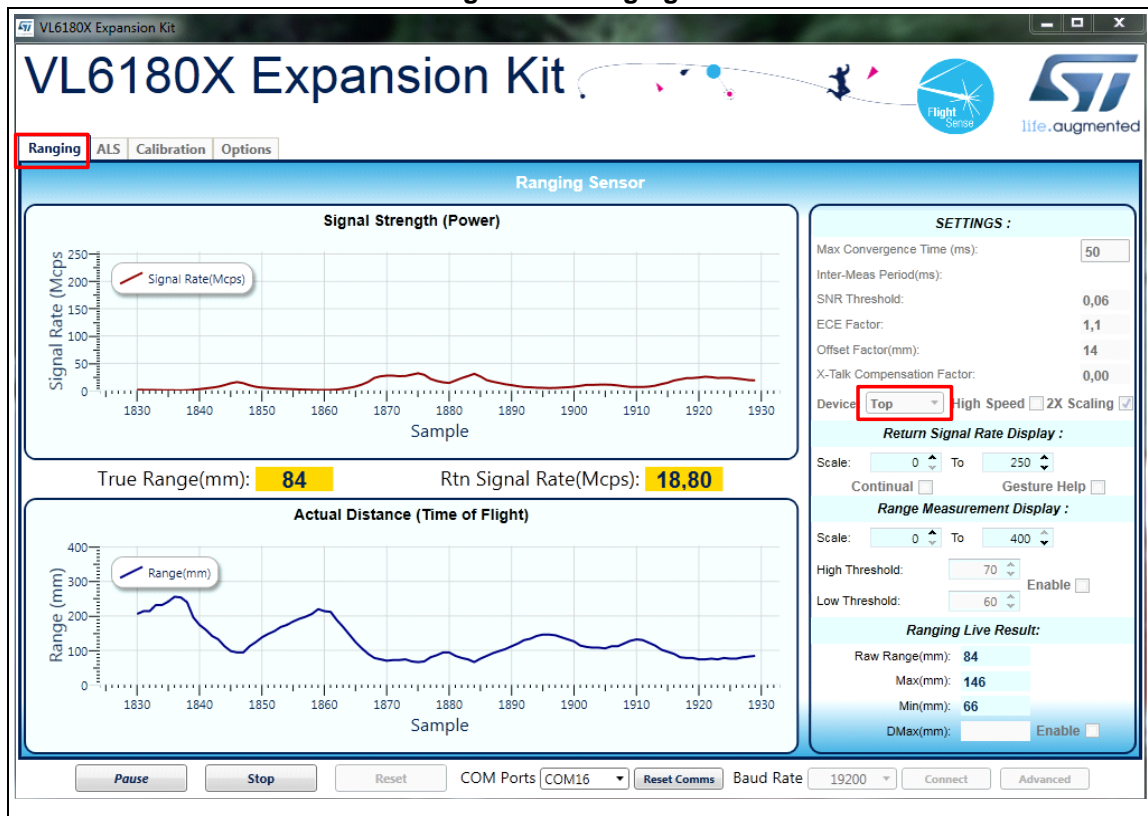 VL6180X Expansion Kit
VL6180X Expansion Kit
Flight
Sense
life.augmented
Ranging ALS Calibration Options
Ranging Sensor
Signal Strength (Power)
Signal Rate (Mcps)
250
200
150
100
50
0
Signal Rate(Mcps)
1830 1840 1850 1860 1870 1880 1890 1900 1910 1920 1930
Sample
True Range(mm): 84 Rtn Signal Rate(Mcps): 18,80
Actual Distance (Time of Flight)
Range (mm)
400
300
200
100
0
Range(mm)
1830 1840 1850 1860 1870 1880 1890 1900 1910 1920 1930
Sample
SETTINGS :
Max Convergence Time (ms): 50
Inter-Meas Period(ms):
SNR Threshold: 0,06
ECE Factor: 1,1
Offset Factor(mm): 14
X-Talk Compensation Factor: 0,00
Device Top High Speed 2X Scaling
Return Signal Rate Display :
Scale: 0 To 250
Continual Gesture Help
Range Measurement Display :
Scale: 0 To 400
High Threshold: 70
Enable
Low Threshold: 60
Ranging Live Result:
Raw Range(mm): 84
Max(mm): 146
Min(mm): 66
DMax(mm): Enable
Pause Stop Reset COM Ports COM16 Reset Comms Baud Rate 19200 Connect Advanced